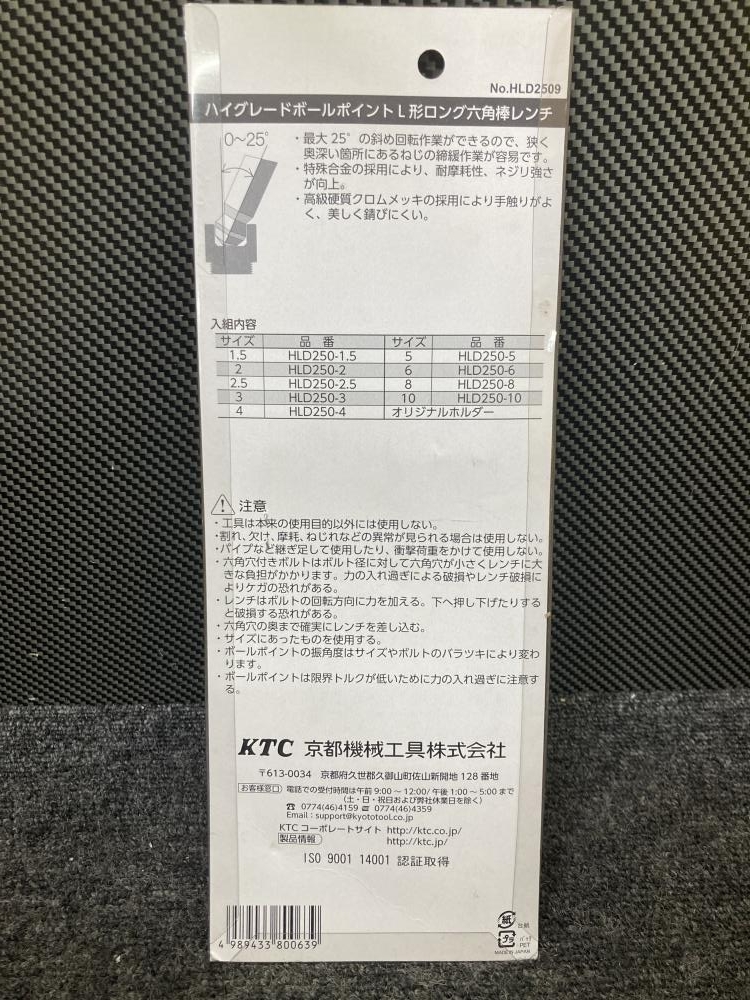 No.HLD2509
ハイグレードボールポイントL形ロング六角棒レンチ
0〜25°
・最大25°の斜め回転作業ができるので、狭く
奥深い箇所にあるねじの締緩作業が容易です。
・特殊合金の採用により、耐摩耗性、ネジリ強さ
が向上。
・高級硬質クロムメッキの採用により手触りがよ
く、美しく錆びにくい。
入組内容
サイズ 品番 サイズ 品番
1.5 HLD250-1.5 5 HLD250-5
2 HLD250-2 6 HLD250-6
2.5 HLD250-2.5 8 HLD250-8
3 HLD250-3 10 HLD250-10
4 HLD250-4 オリジナルホルダー
注意
・工具は本来の使用目的以外には使用しない。
・割れ、欠け、摩耗、ねじれなどの異常が見られる場合は使用しない。
・パイプなど継ぎ足して使用したり、衝撃荷重をかけて使用しない。
・六角穴付きボルトはボルト径に対して六角穴が小さくレンチに大
きな負担がかかります。力の入れ過ぎによる破損やレンチ破損に
よりケガの恐れがある。
・レンチはボルトの回転方向に力を加える。下へ押し下げたりする
と破損する恐れがある。
・六角穴の奥まで確実にレンチを差し込む。
・サイズにあったものを使用する。
・ボールポイントの振角度はサイズやボルトのバラツキにより変わ
ります。
・ボールポイントは限界トルクが低いために力の入れ過ぎに注意す
る。
KTC 京都機械工具株式会社
〒613-0034 京都府久世郡久御山町佐山新開地128番地
お客様窓口 電話での受付時間は午前9:00〜12:00/午後1:00〜5:00まで
(土・日・祝日および弊社休業日を除く)
☎ 0774(46)4159 0774(46)4359
Email : support@kyototool.co.jp
KTC コーポレートサイト http://ktc.co.jp/
製品情報 http://ktc.jp/
ISO 9001 14001 認証取得
4 989433 800639
紙 台紙
プラ パック
PET
MADE IN JAPAN